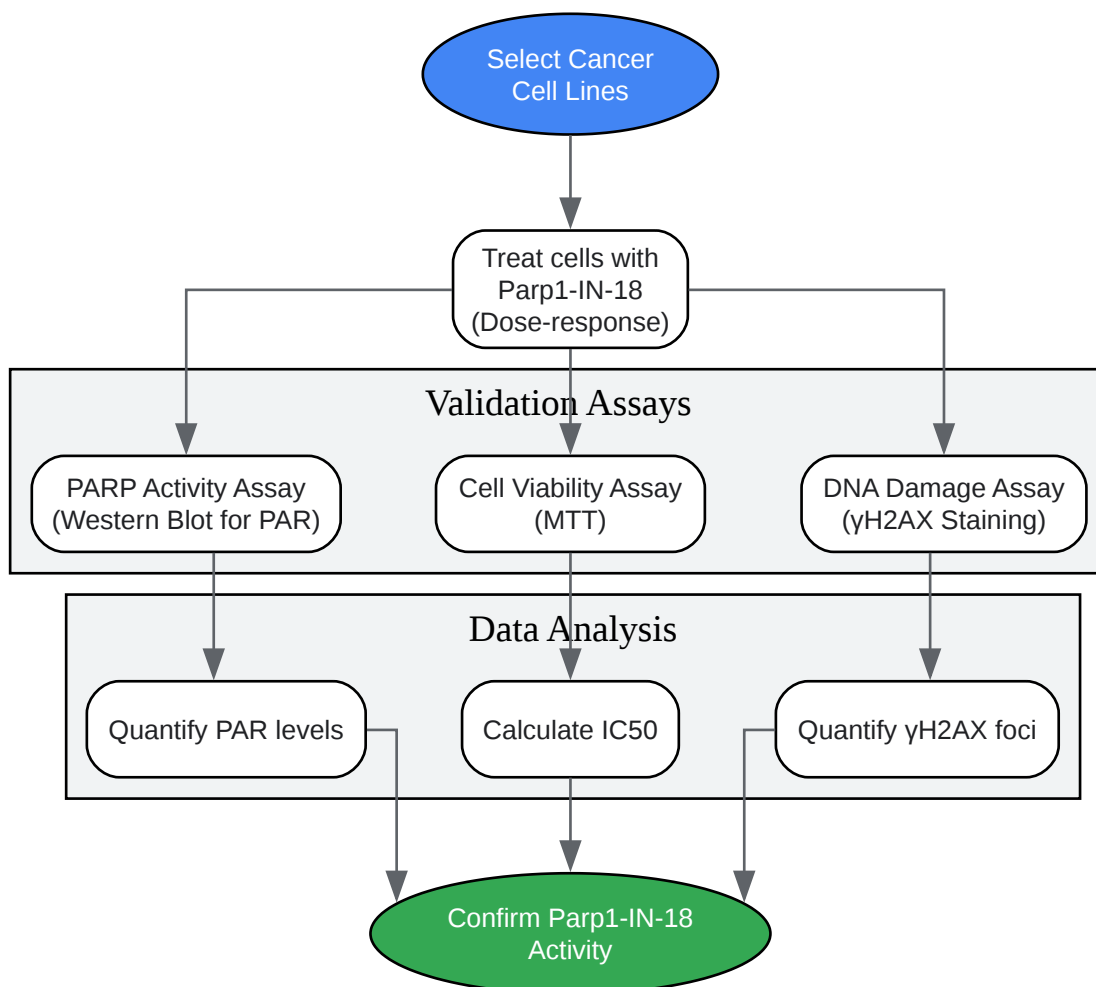 Select Cancer
Cell Lines
Treat cells with
Parp1-IN-18
(Dose-response)
Validation Assays
PARP Activity Assay
(Western Blot for PAR)
Cell Viability Assay
(MTT)
DNA Damage Assay
(γH2AX Staining)
Data Analysis
Quantify PAR levels
Calculate IC50
Quantify γH2AX foci
Confirm Parp1-IN-18
Activity